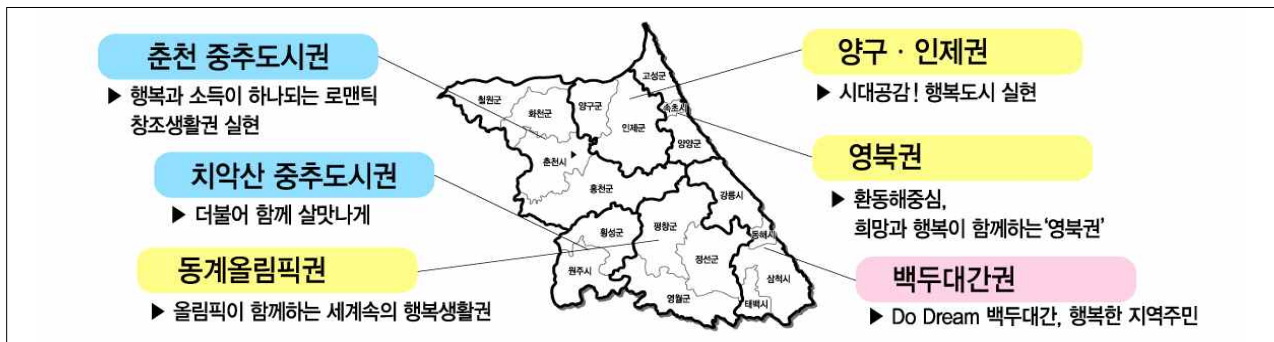 춘천 중추도시권
▶ 행복과 소득이 하나되는 로맨틱
창조생활권 실현
치악산 중추도시권
▶ 더불어 함께 살맛나게
동계올림픽권
▶ 올림픽이 함께하는 세계속의 행복생활권
양구 · 인제권
▶ 시대공감! 행복도시 실현
영북권
▶ 환동해중심,
희망과 행복이 함께하는 '영북권'
백두대간권
▶ Do Dream 백두대간, 행복한 지역주민
고성군
철원군
화천군
양구군
속초시
인제군
양양군
춘천시
홍천군
강릉시
횡성군
평창군
동해시
정선군
원주시
삼척시
영월군
태백시